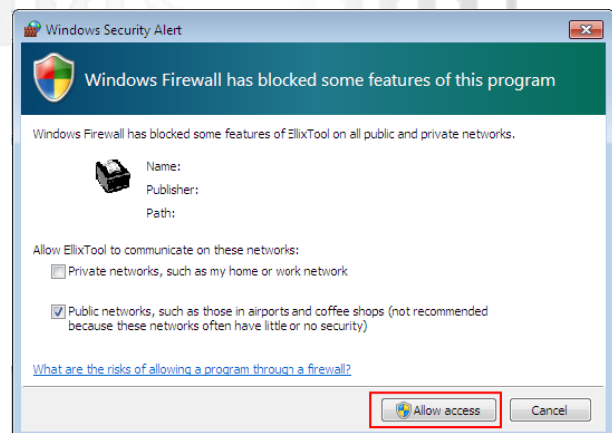 Windows Security Alert
Windows Firewall has blocked some features of this program
Windows Firewall has blocked some features of EllixTool on all public and private networks.
Name:
Publisher:
Path:
Allow EllixTool to communicate on these networks:
Private networks, such as my home or work network
Public networks, such as those in airports and coffee shops (not recommended
because these networks often have little or no security)
What are the risks of allowing a program through a firewall?
Allow access
Cancel